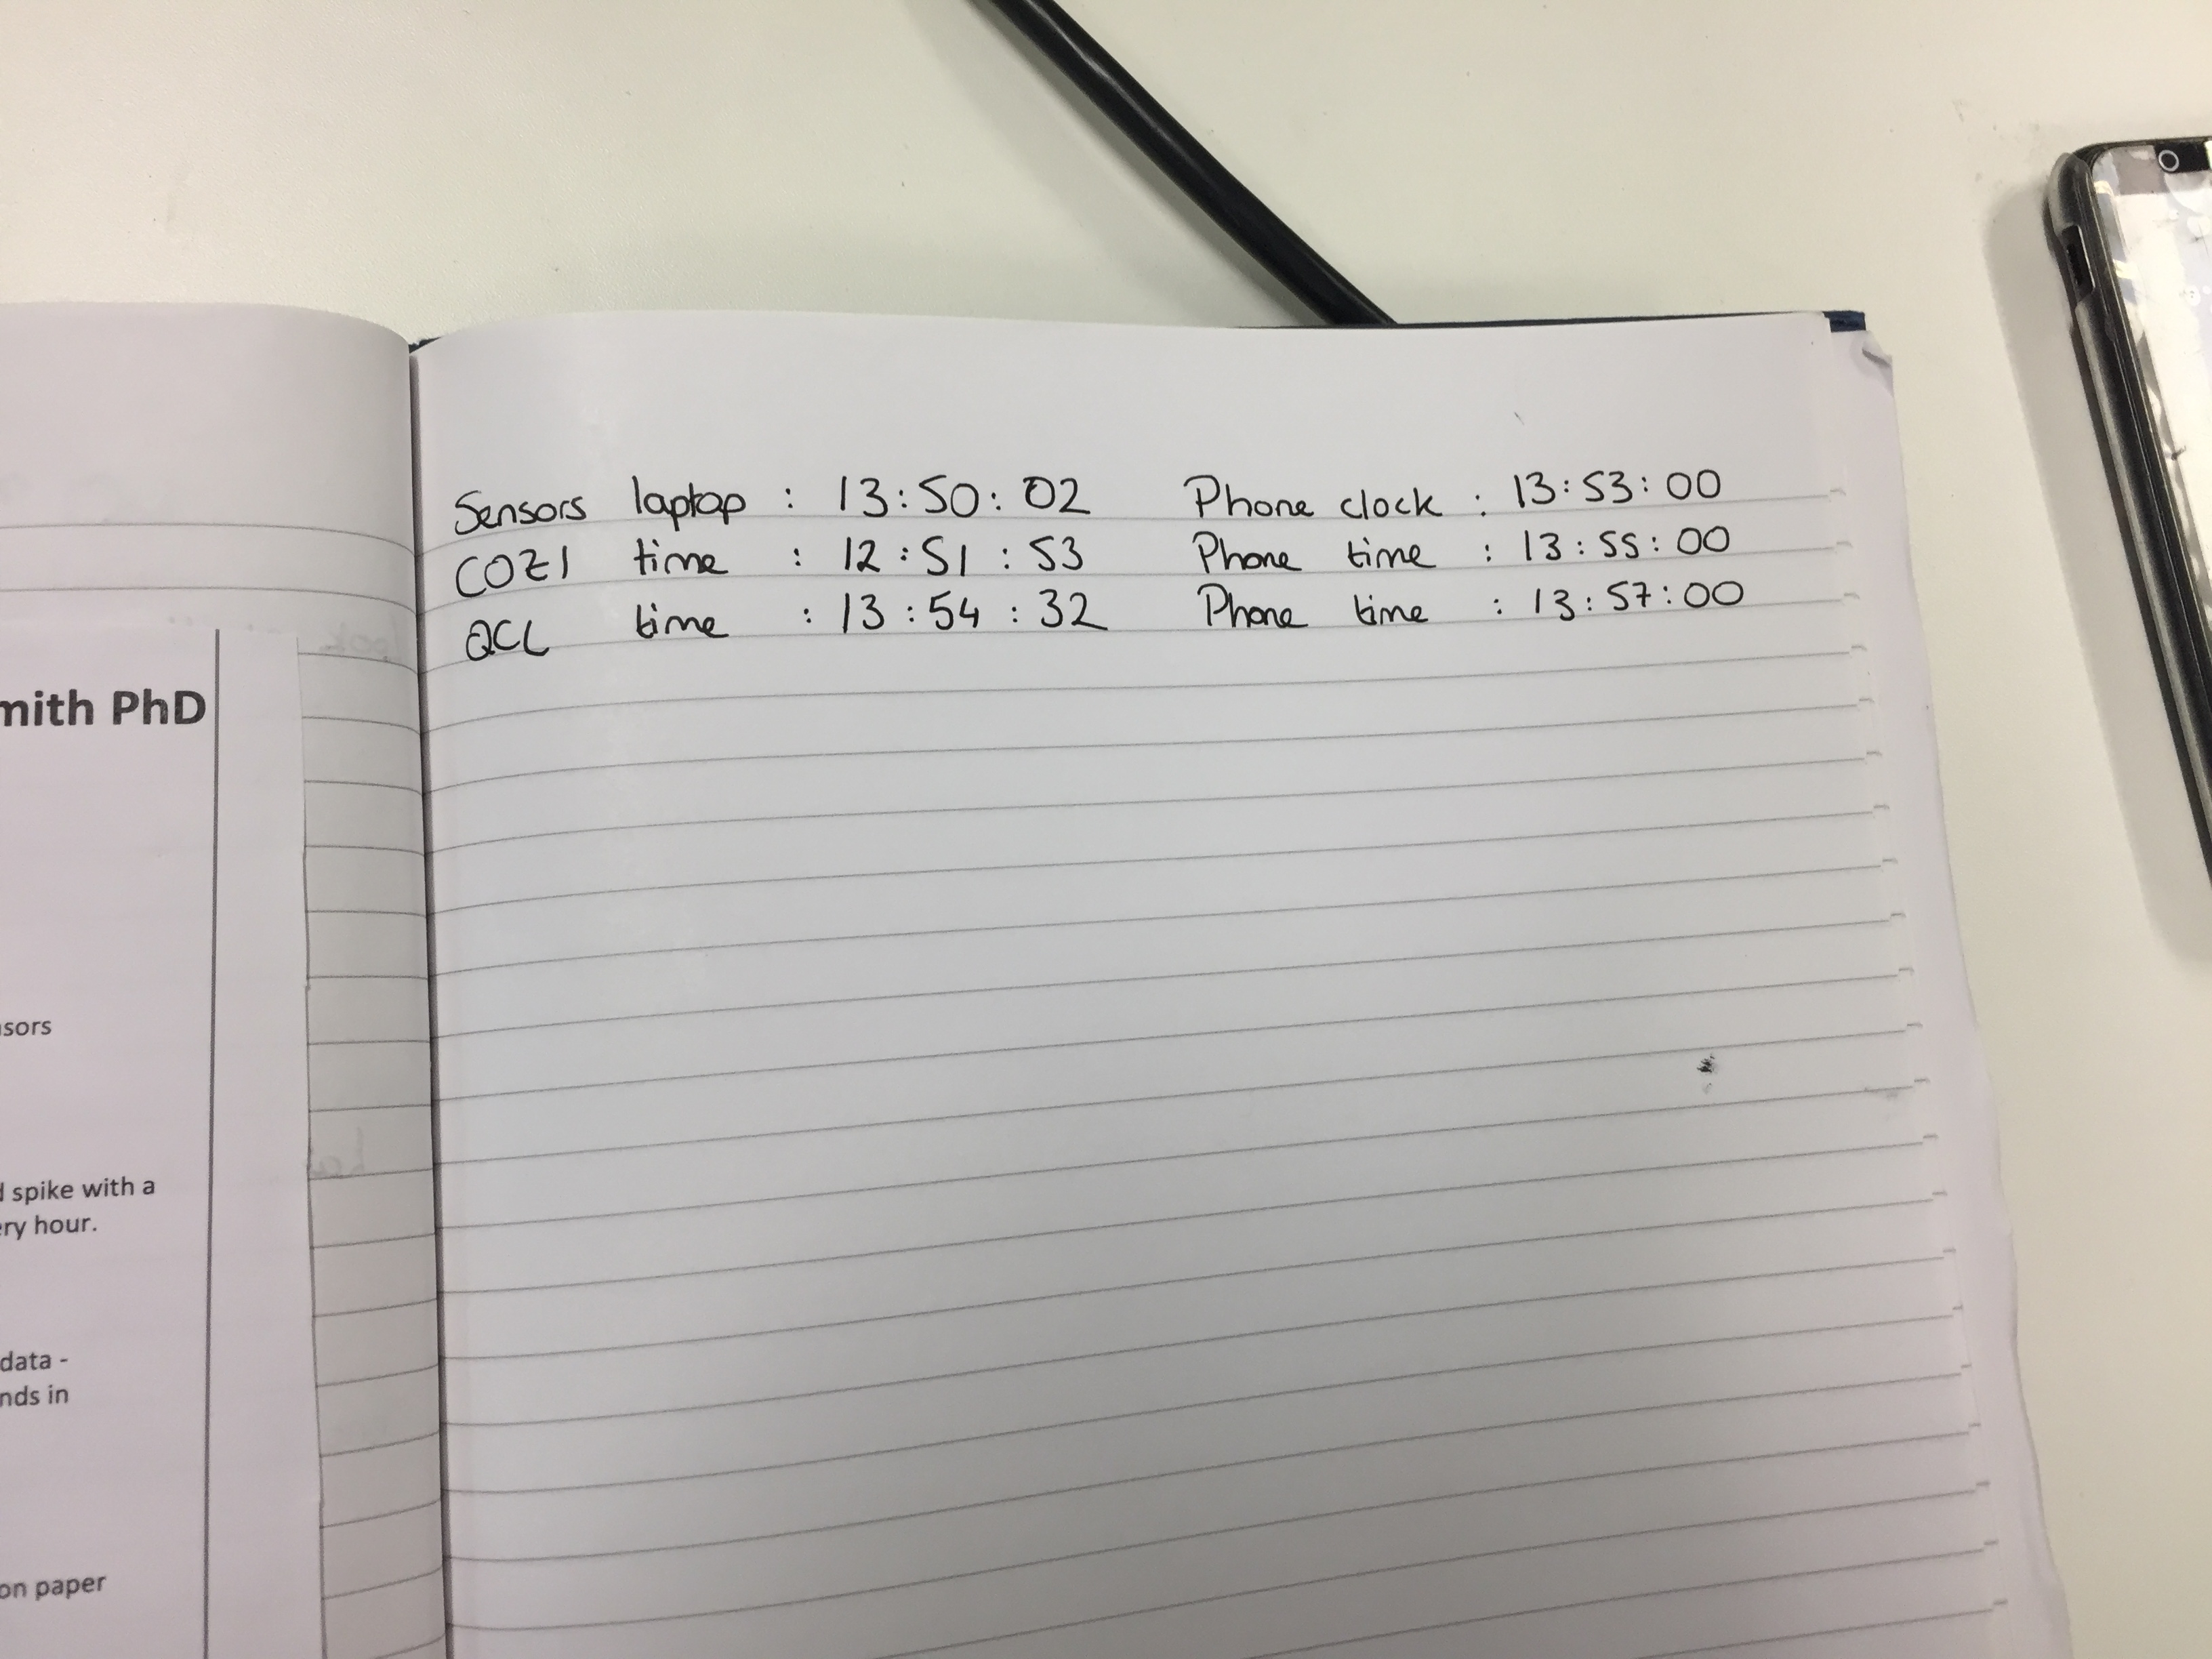 mith PhD
sors
spike with a
ry hour.
data -
nds in
on paper
Sensors laptop : 13:50:02 Phone clock : 13:53:00
COZI time : 12:51:53 Phone time : 13:55:00
QCL time : 13:54:32 Phone time : 13:57:00